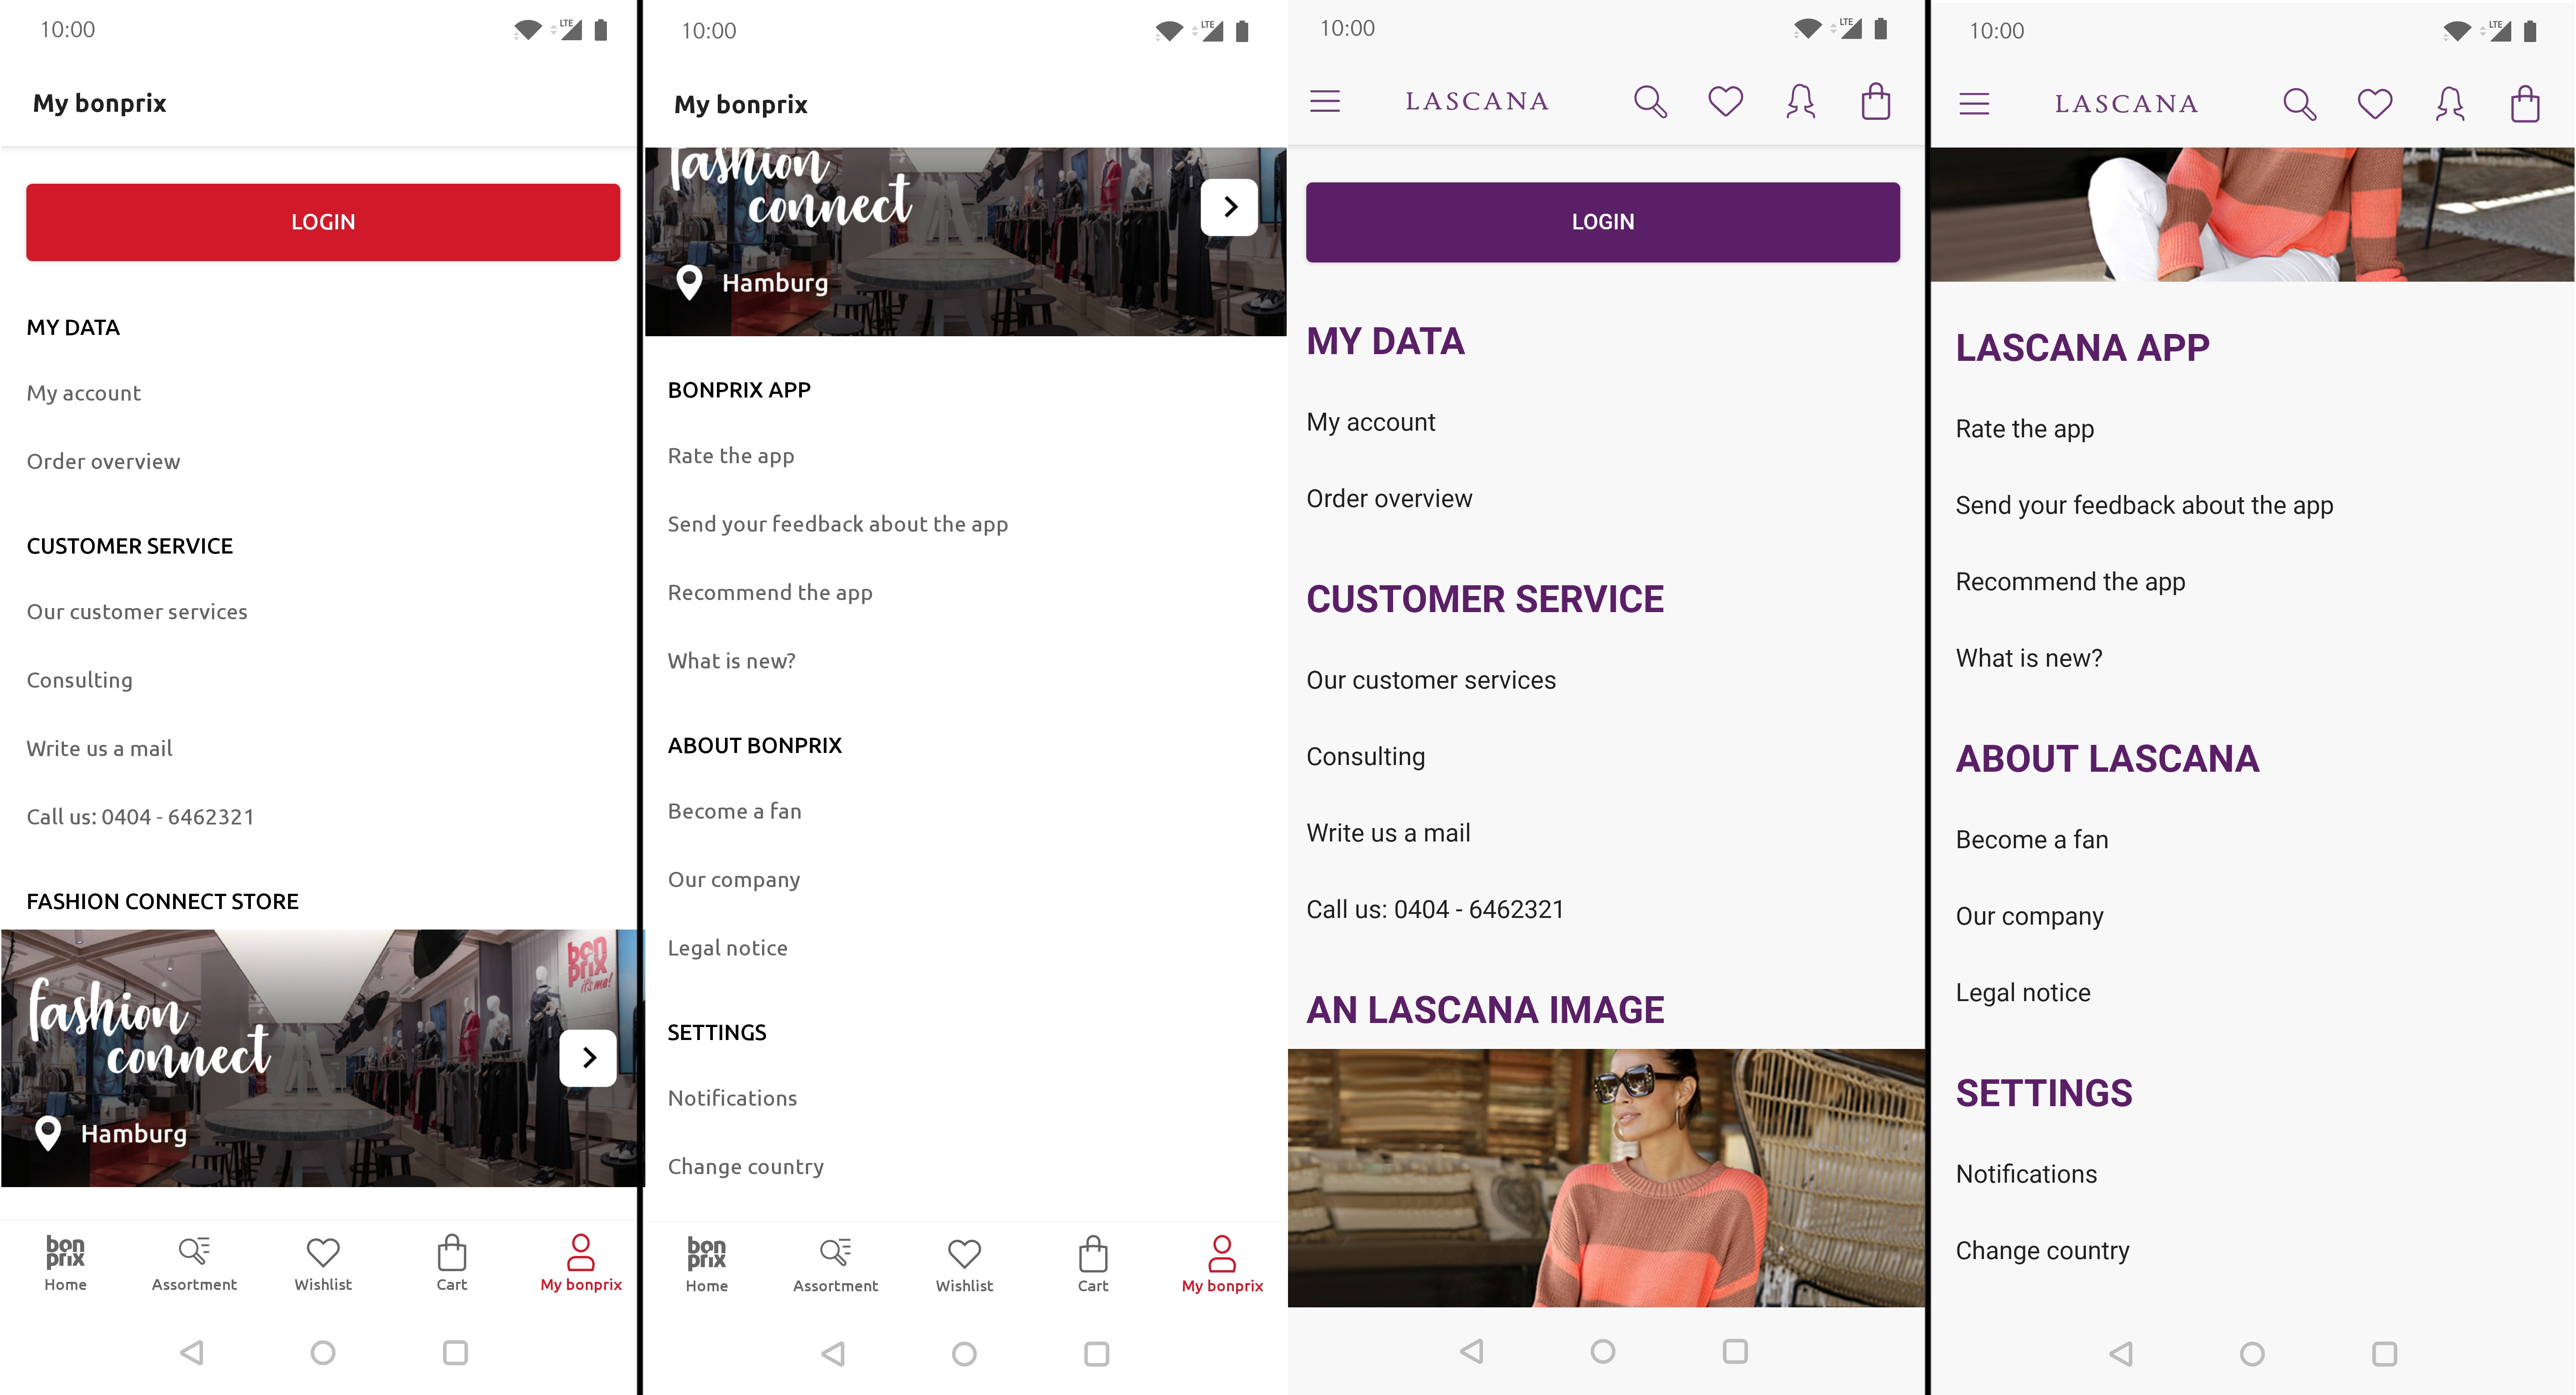 10:00
LTE
My bonprix
LOGIN
MY DATA
My account
Order overview
CUSTOMER SERVICE
Our customer services
Consulting
Write us a mail
Call us: 0404 - 6462321
FASHION CONNECT STORE
bon
prix
it's me!
fashion
connect
Hamburg
bon
prix
Home
Assortment
Wishlist
Cart
My bonprix
10:00
LTE
My bonprix
fashion
connect
Hamburg
BONPRIX APP
Rate the app
Send your feedback about the app
Recommend the app
What is new?
ABOUT BONPRIX
Become a fan
Our company
Legal notice
SETTINGS
Notifications
Change country
bon
prix
Home
Assortment
Wishlist
Cart
My bonprix
10:00
LTE
LASCANA
LOGIN
MY DATA
My account
Order overview
CUSTOMER SERVICE
Our customer services
Consulting
Write us a mail
Call us: 0404 - 6462321
AN LASCANA IMAGE
10:00
LTE
LASCANA
LASCANA APP
Rate the app
Send your feedback about the app
Recommend the app
What is new?
ABOUT LASCANA
Become a fan
Our company
Legal notice
SETTINGS
Notifications
Change country